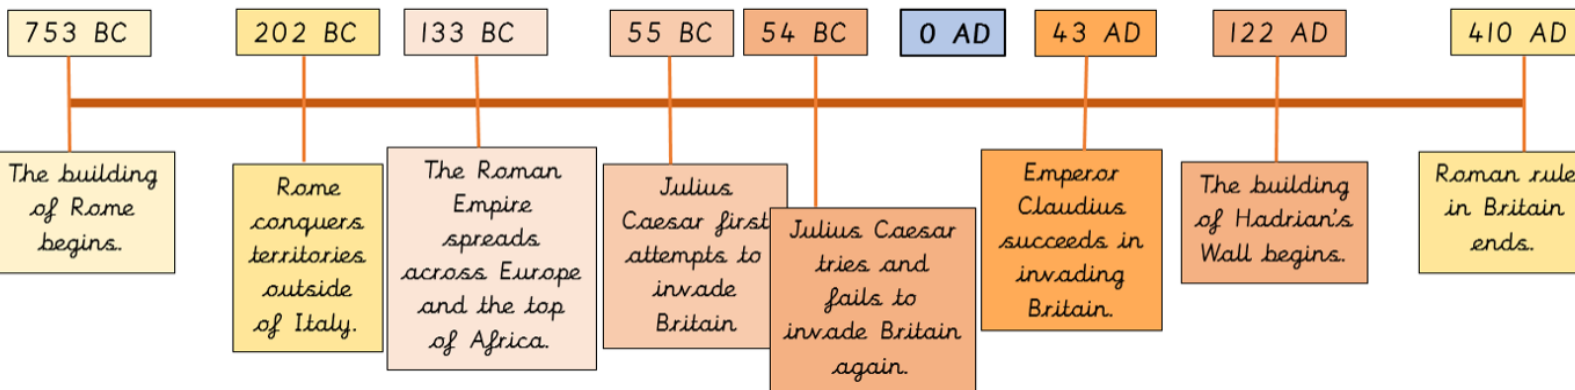 753 BC
202 BC
133 BC
55 BC
54 BC
0 AD
43 AD
122 AD
410 AD
The building
of Rome
begins.
Rome
conquers
territories
outside
of Italy.
The Roman
Empire
spreads
across Europe
and the top
of Africa.
Julius
Caesar first
attempts to
invade
Britain
Julius Caesar
tries and
fails to
invade Britain
again.
Emperor
Claudius
succeeds in
invading
Britain.
The building
of Hadrian's
Wall begins.
Roman rule
in Britain
ends.